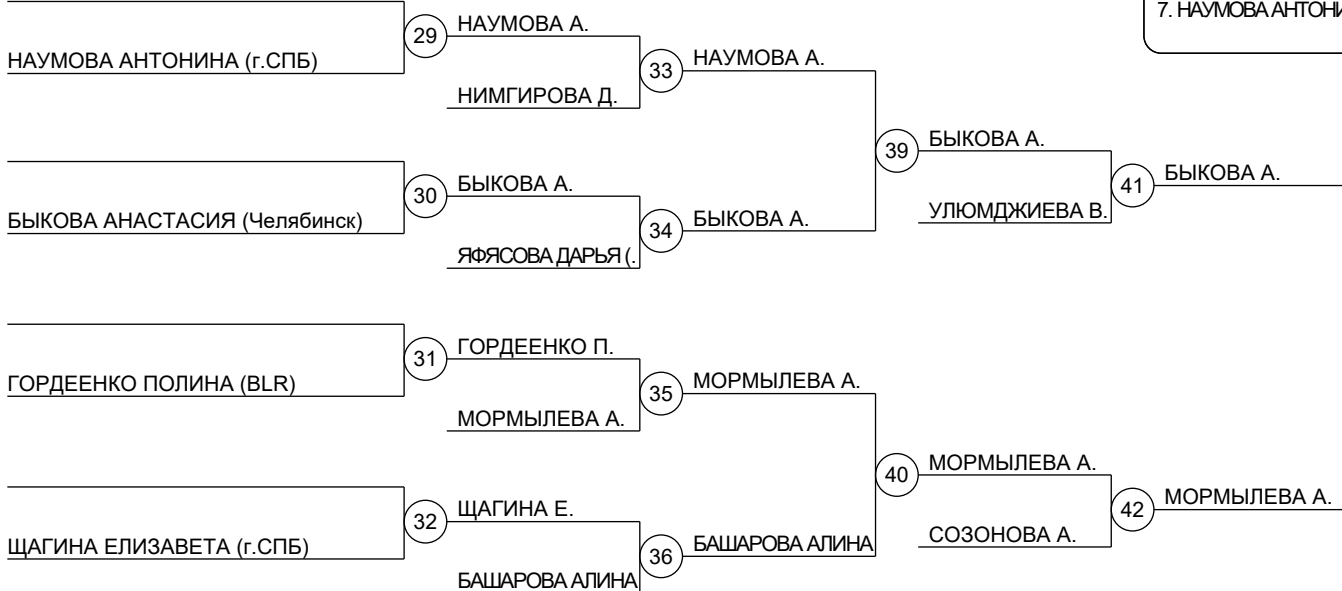 7. НАУМОВА АНТОНИ
29
НАУМОВА А.
НАУМОВА АНТОНИНА (г.СПБ)
33
НАУМОВА А.
НИМГИРОВА Д.
39
БЫКОВА А.
30
БЫКОВА А.
41
БЫКОВА А.
БЫКОВА АНАСТАСИЯ (Челябинск)
34
БЫКОВА А.
УЛЮМДЖИЕВА В.
ЯФЯСОВА ДАРЬЯ (.
31
ГОРДЕЕНКО П.
ГОРДЕЕНКО ПОЛИНА (BLR)
35
МОРМЫЛЕВА А.
МОРМЫЛЕВА А.
40
МОРМЫЛЕВА А.
32
ЩАГИНА Е.
42
МОРМЫЛЕВА А.
ЩАГИНА ЕЛИЗАВЕТА (г.СПБ)
36
БАШАРОВА АЛИНА
СОЗОНОВА А.
БАШАРОВА АЛИНА